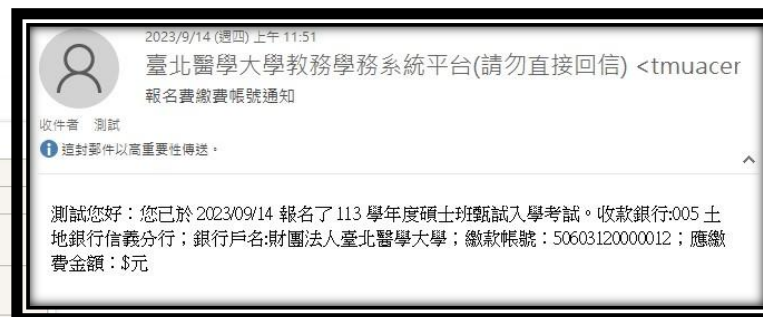 2023/9/14 (週四) 上午 11:51
臺北醫學大學教務學務系統平台(請勿直接回信) <tmuacer
報名費繳費帳號通知
收件者 測試
這封郵件以高重要性傳送。
測試您好：您已於 2023/09/14 報名了 113 學年度碩士班甄試入學考試。收款銀行:005 土
地銀行信義分行；銀行戶名:財團法人臺北醫學大學；繳款帳號：50603120000012；應繳
費金額：$元